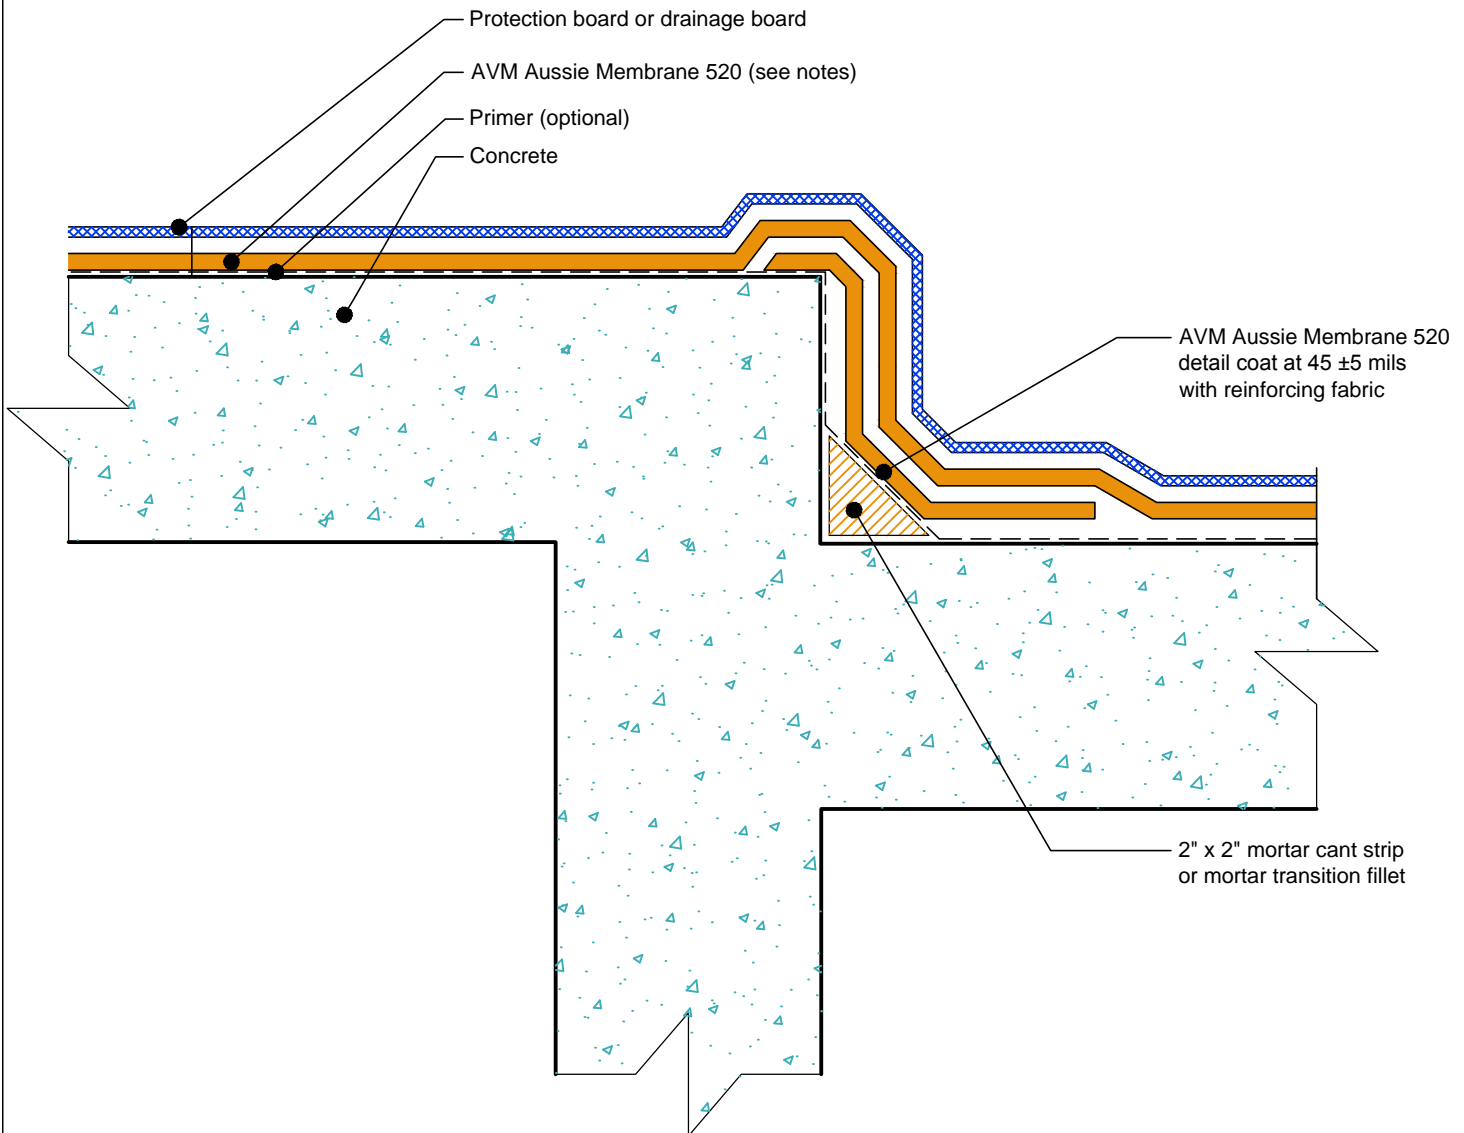 Protection board or drainage board
AVM Aussie Membrane 520 (see notes)
Primer (optional)
Concrete
AVM Aussie Membrane 520
detail coat at 45 ±5 mils
with reinforcing fabric
2" x 2" mortar cant strip
or mortar transition fillet